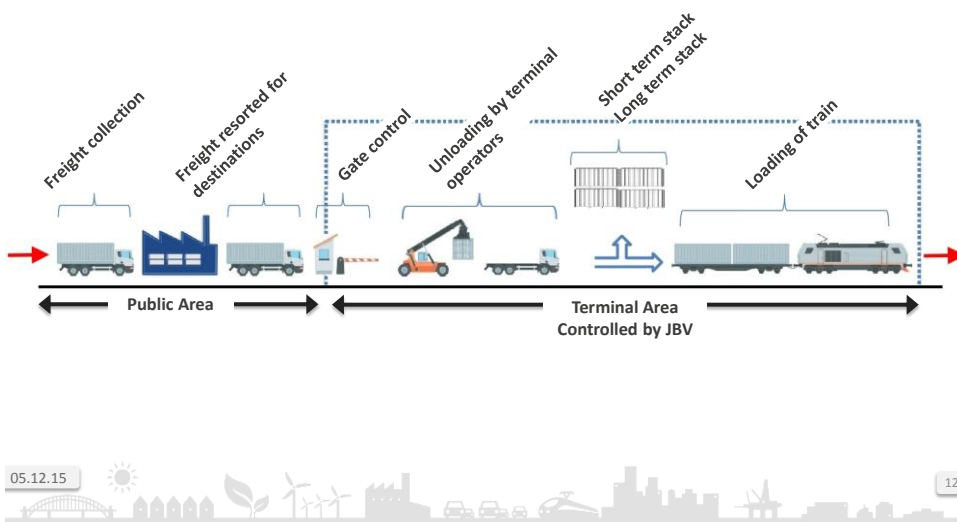 Freight collection
Freight resorted for
destinations
Gate control
Unloading by terminal
operators
Short term stack
Long term stack
Loading of train
Public Area
Terminal Area
Controlled by JBV
05.12.15
12